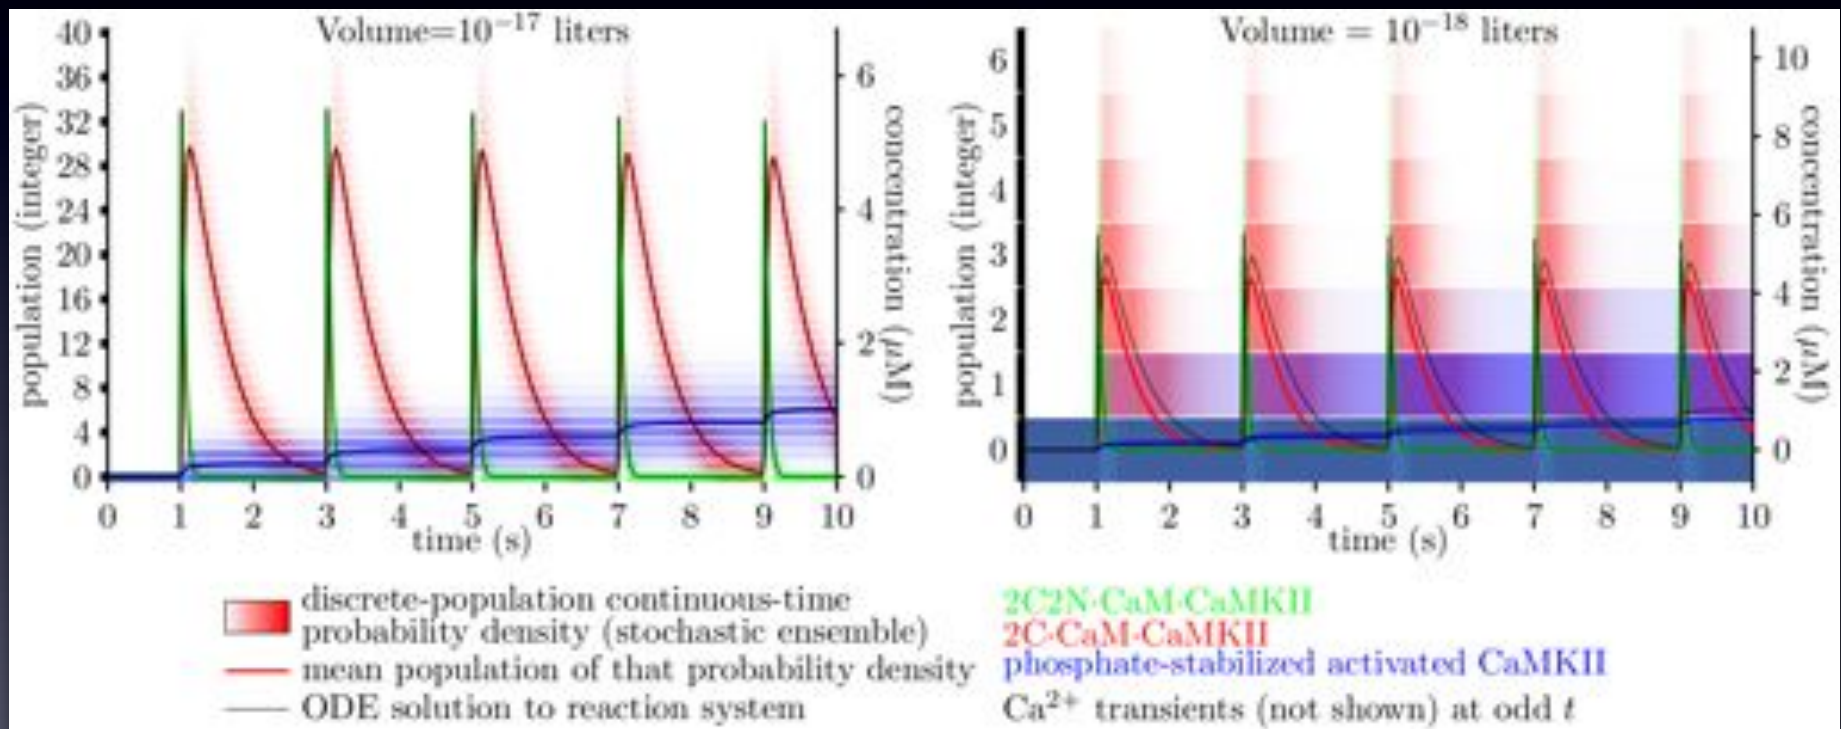 Volume=10⁻¹⁷ liters
40
36
32
28
24
20
16
12
8
4
0
population (integer)
6
4
2
0
concentration (μM)
0 1 2 3 4 5 6 7 8 9 10
time (s)
Volume = 10⁻¹⁸ liters
6
5
4
3
2
1
0
population (integer)
10
8
6
4
2
0
concentration (μM)
0 1 2 3 4 5 6 7 8 9 10
time (s)
discrete-population continuous-time
probability density (stochastic ensemble)
mean population of that probability density
ODE solution to reaction system
2C2N·CaM·CaMKII
2C·CaM·CaMKII
phosphate-stabilized activated CaMKII
Ca²⁺ transients (not shown) at odd t